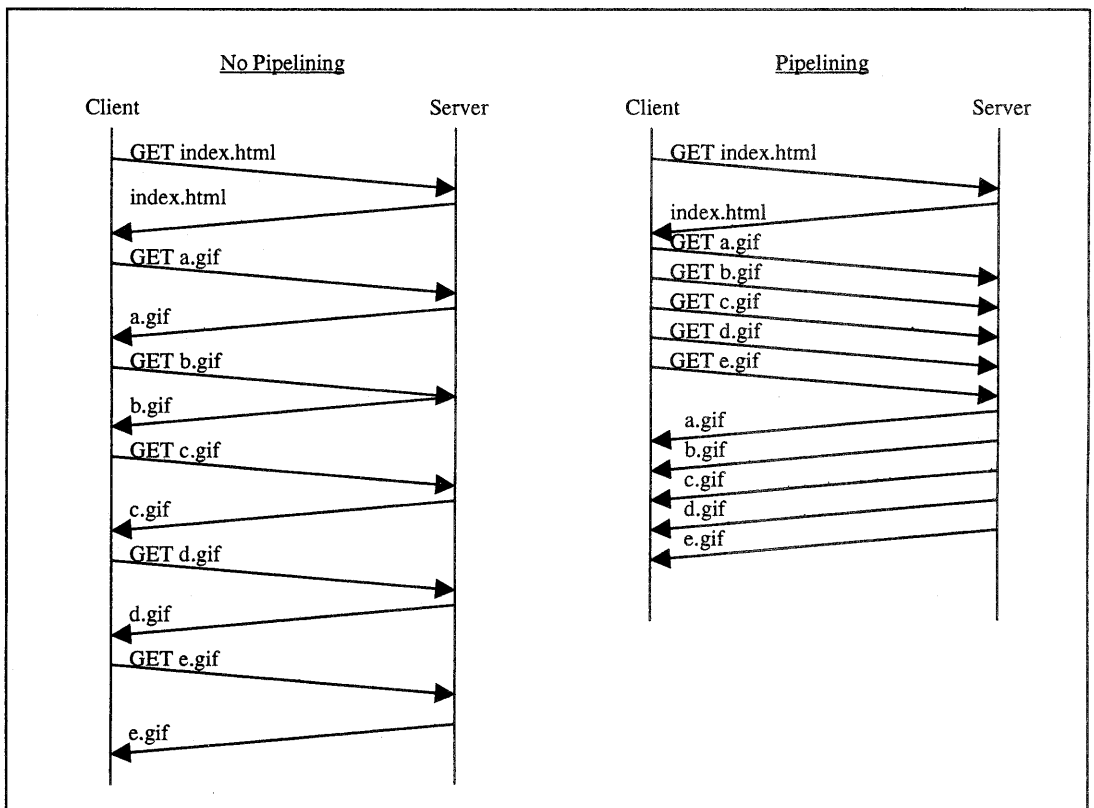 No Pipelining
Client Server
GET index.html
index.html
GET a.gif
a.gif
GET b.gif
b.gif
GET c.gif
c.gif
GET d.gif
d.gif
GET e.gif
e.gif
Pipelining
Client Server
GET index.html
index.html
GET a.gif
GET b.gif
GET c.gif
GET d.gif
GET e.gif
a.gif
b.gif
c.gif
d.gif
e.gif